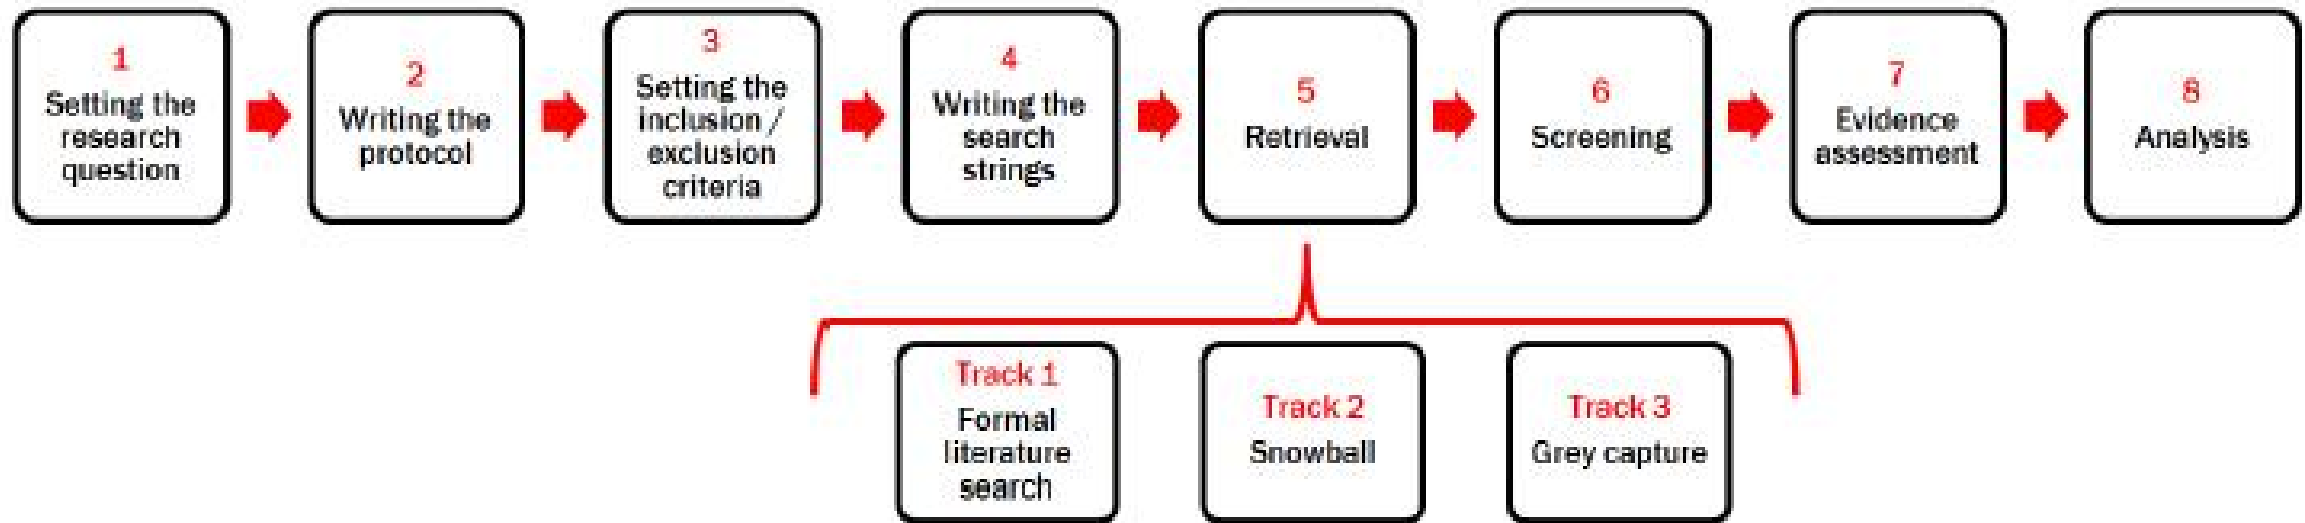 1
Setting the
research
question
2
Writing the
protocol
3
Setting the
inclusion /
exclusion
criteria
4
Writing the
search
strings
5
Retrieval
6
Screening
7
Evidence
assessment
8
Analysis
Track 1
Formal
literature
search
Track 2
Snowball
Track 3
Grey capture